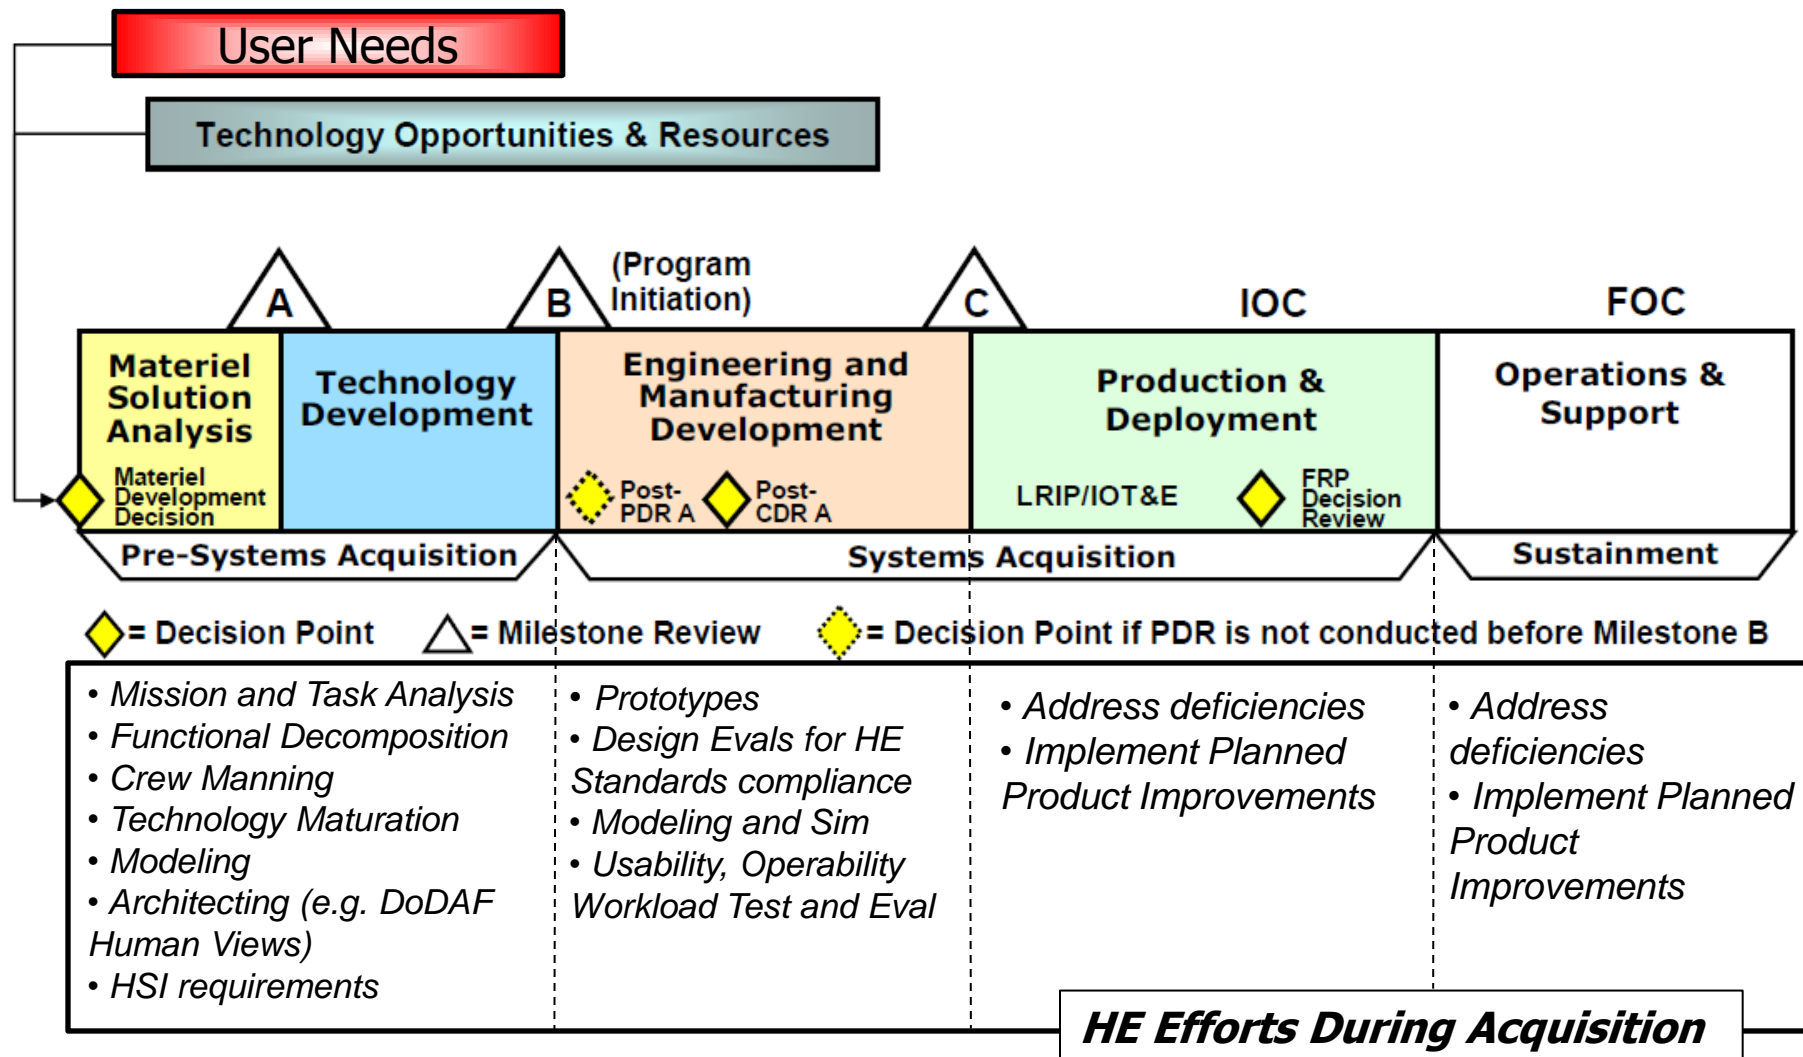 User Needs
Technology Opportunities & Resources
A
B
(Program
Initiation)
C
IOC
FOC
Materiel
Solution
Analysis
Technology
Development
Engineering and
Manufacturing
Development
Production &
Deployment
Operations &
Support
Materiel
Development
Decision
Post-
PDR A
Post-
CDR A
LRIP/IOT&E
FRP
Decision
Review
Pre-Systems Acquisition
Systems Acquisition
Sustainment
= Decision Point
= Milestone Review
= Decision Point if PDR is not conducted before Milestone B
• Mission and Task Analysis
• Functional Decomposition
• Crew Manning
• Technology Maturation
• Modeling
• Architecting (e.g. DoDAF
Human Views)
• HSI requirements
• Prototypes
• Design Evals for HE
Standards compliance
• Modeling and Sim
• Usability, Operability
Workload Test and Eval
• Address deficiencies
• Implement Planned
Product Improvements
• Address
deficiencies
• Implement Planned
Product
Improvements
HE Efforts During Acquisition